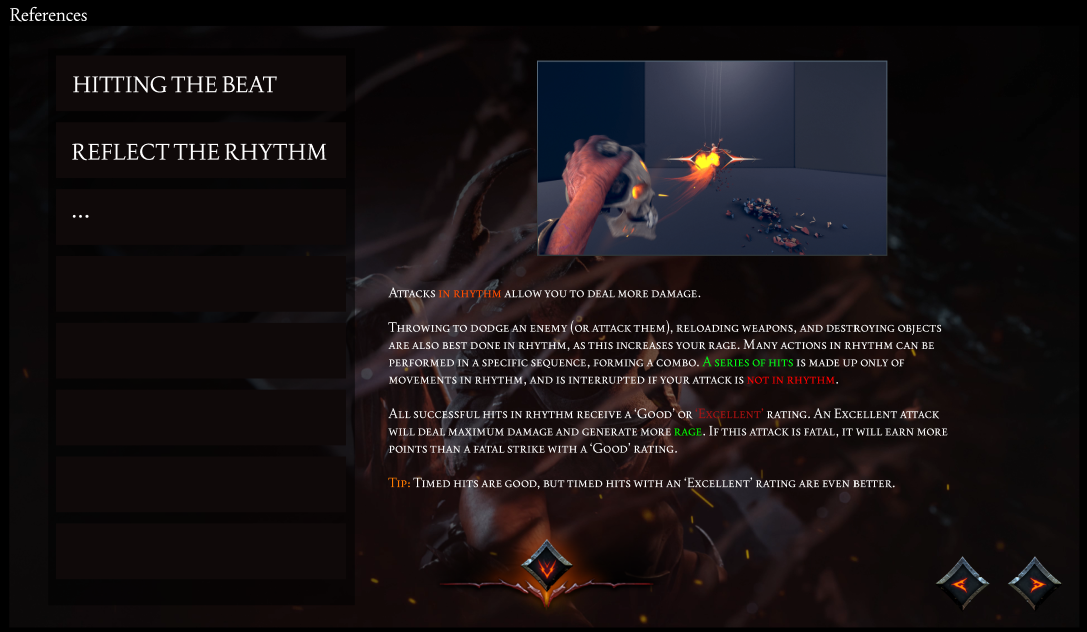 References
HITTING THE BEAT
REFLECT THE RHYTHM
...
Attacks in rhythm allow you to deal more damage.
Throwing to dodge an enemy (or attack them), reloading weapons, and destroying objects
are also best done in rhythm, as this increases your rage. Many actions in rhythm can be
performed in a specific sequence, forming a combo. A series of hits is made up only of
movements in rhythm, and is interrupted if your attack is not in rhythm.
All successful hits in rhythm receive a ‘Good’ or ‘Excellent’ rating. An Excellent attack
will deal maximum damage and generate more rage. If this attack is fatal, it will earn more
points than a fatal strike with a ‘Good’ rating.
Tip: Timed hits are good, but timed hits with an ‘Excellent’ rating are even better.